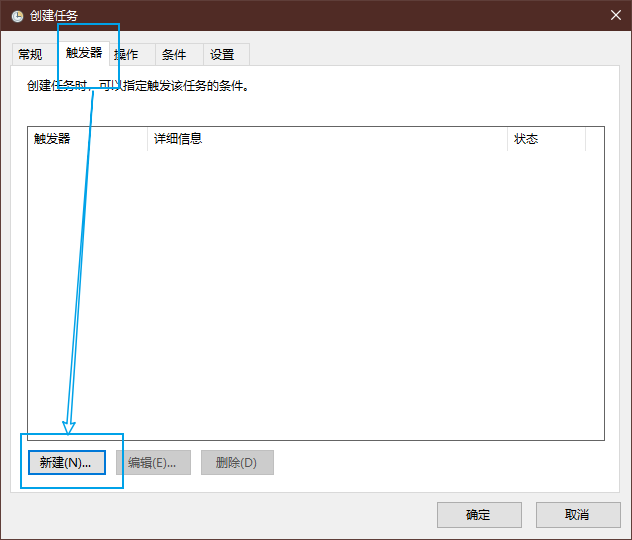 创建任务
常规 触发器 操作 条件 设置
创建任务时，可以指定触发该任务的条件。
触发器 详细信息 状态
新建(N)... 编辑(E)... 删除(D)
确定 取消